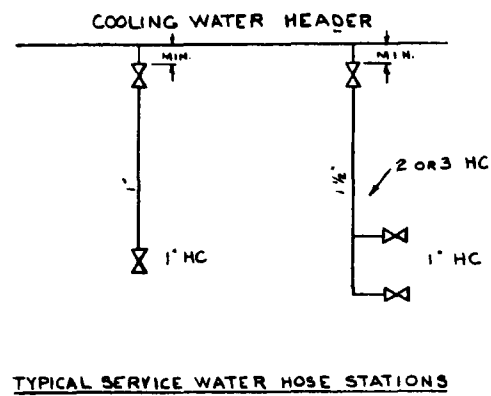 COOLING WATER HEADER
MIN.
MIN.
1"
1½"
2 OR 3 HC
1" HC
1" HC
TYPICAL SERVICE WATER HOSE STATIONS